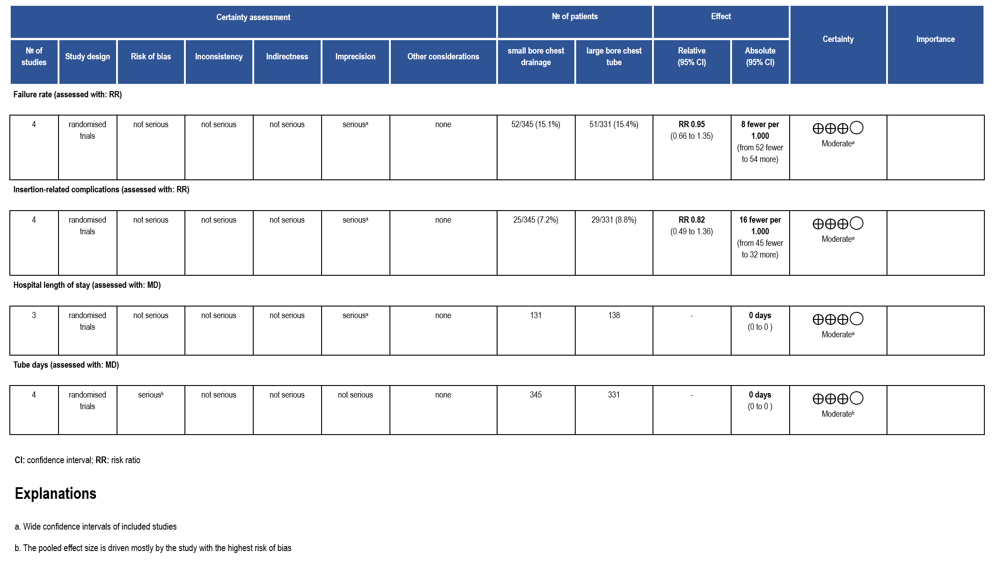 Certainty assessment
№ of patients
Effect
Certainty
Importance
№ of
studies
Study design
Risk of bias
Inconsistency
Indirectness
Imprecision
Other considerations
small bore chest
drainage
large bore chest
tube
Relative
(95% CI)
Absolute
(95% CI)
Failure rate (assessed with: RR)
4
randomised
trials
not serious
not serious
not serious
seriousᵃ
none
52/345 (15.1%)
51/331 (15.4%)
RR 0.95
(0.66 to 1.35)
8 fewer per
1.000
(from 52 fewer
to 54 more)
⨁⨁⨁◯
Moderateᵃ
Insertion-related complications (assessed with: RR)
4
randomised
trials
not serious
not serious
not serious
seriousᵃ
none
25/345 (7.2%)
29/331 (8.8%)
RR 0.82
(0.49 to 1.36)
16 fewer per
1.000
(from 45 fewer
to 32 more)
⨁⨁⨁◯
Moderateᵃ
Hospital length of stay (assessed with: MD)
3
randomised
trials
not serious
not serious
not serious
seriousᵃ
none
131
138
-
0 days
(0 to 0 )
⨁⨁⨁◯
Moderateᵃ
Tube days (assessed with: MD)
4
randomised
trials
seriousᵇ
not serious
not serious
not serious
none
345
331
-
0 days
(0 to 0 )
⨁⨁⨁◯
Moderateᵇ
CI: confidence interval; RR: risk ratio
Explanations
a. Wide confidence intervals of included studies
b. The pooled effect size is driven mostly by the study with the highest risk of bias